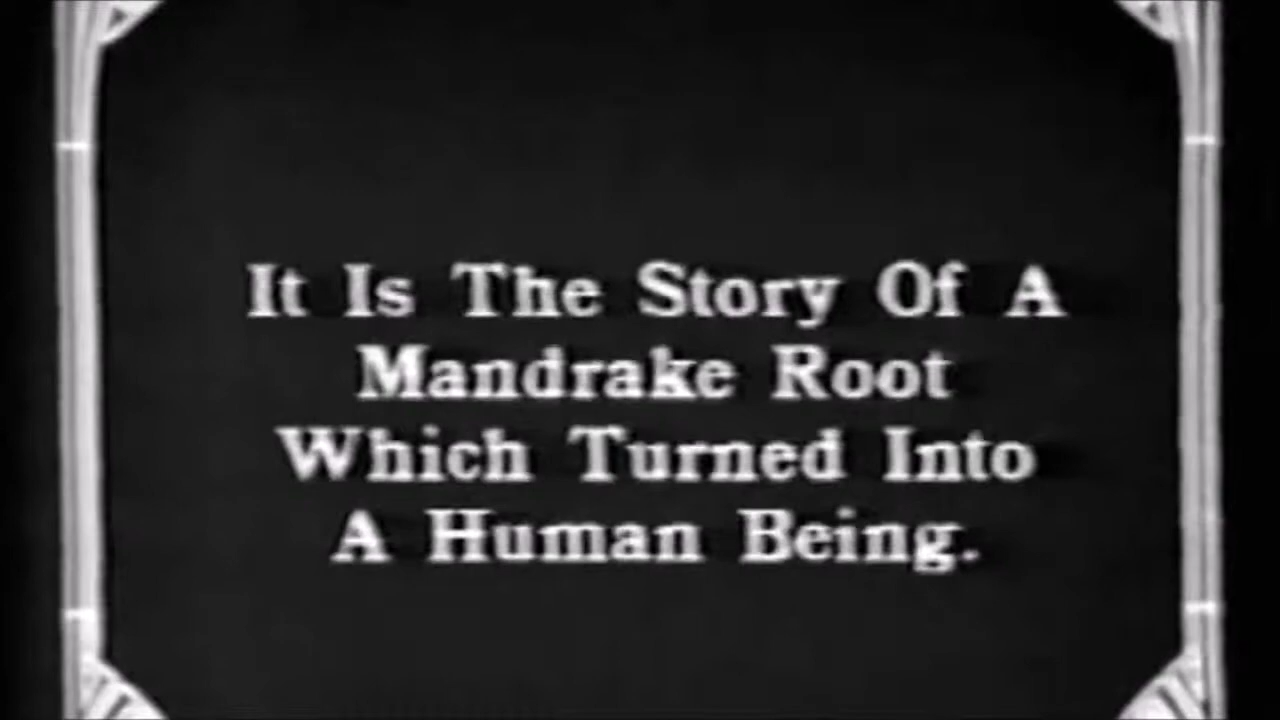 It Is The Story Of A
Mandrake Root
Which Turned Into
A Human Being.